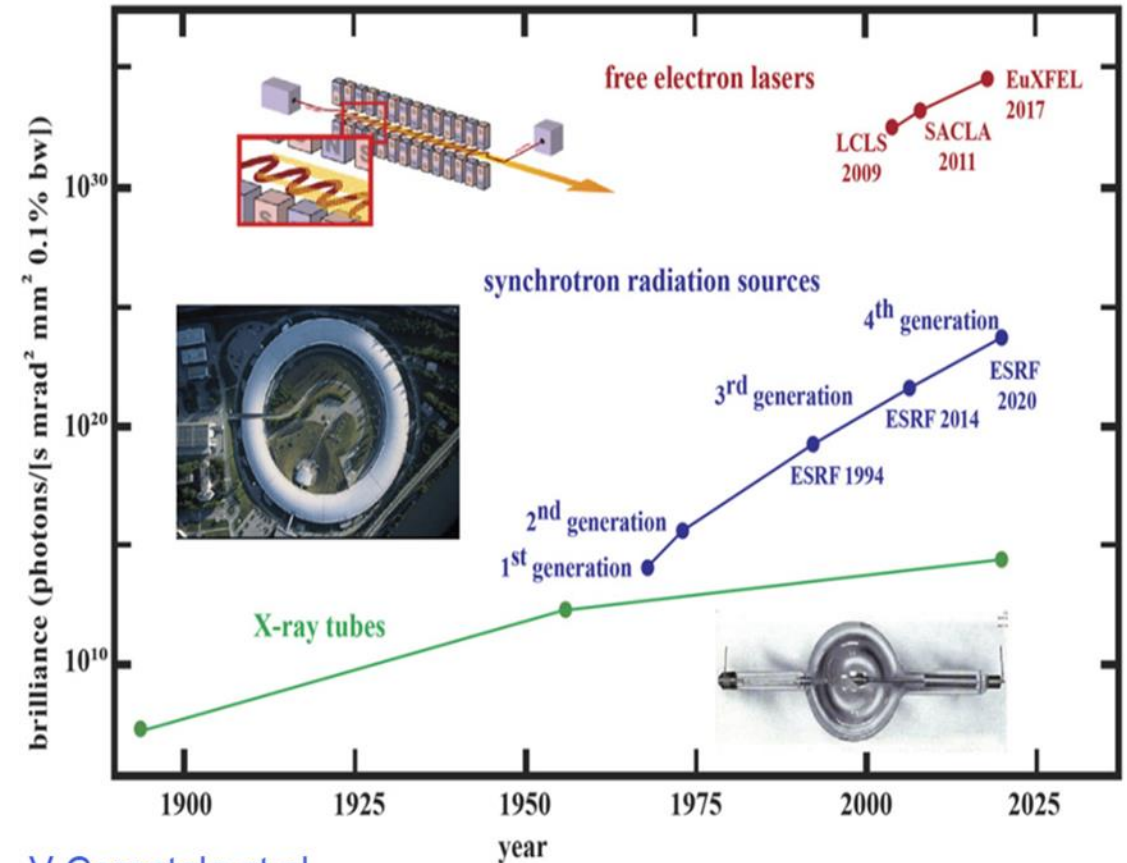 free electron lasers
EuXFEL
2017
LCLS
2009
SACLA
2011
10³⁰
synchrotron radiation sources
4th generation
ESRF
2020
3rd generation
ESRF 2014
10²⁰
ESRF 1994
2nd generation
1st generation
X-ray tubes
10¹⁰
brilliance (photons/[s mrad² mm² 0.1% bw])
1900 1925 1950 1975 2000 2025
year
N
S
S